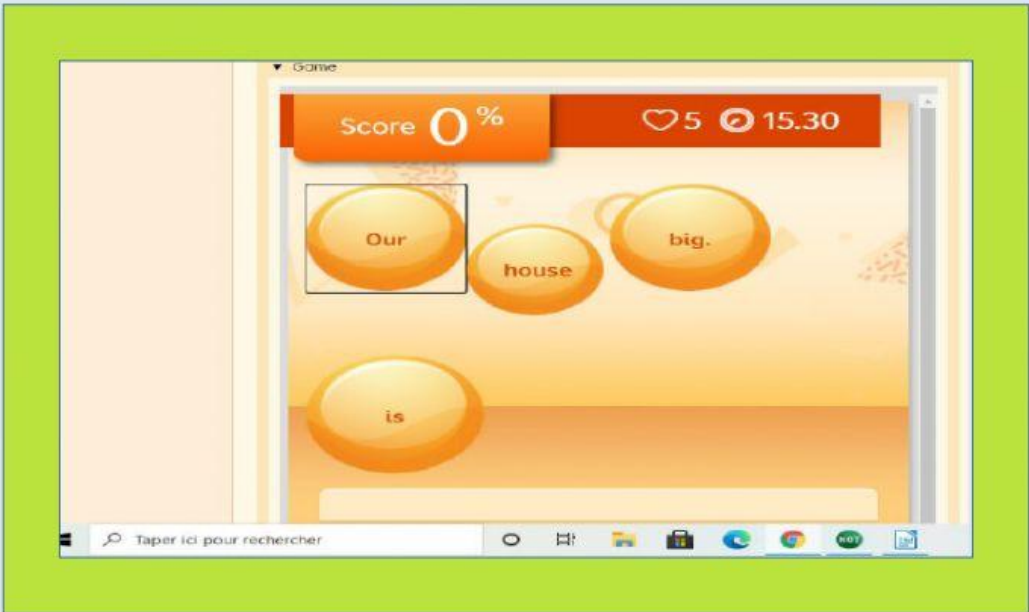 Game
Score 0 %
5 15.30
Our
house
big.
is
Taper ici pour rechercher